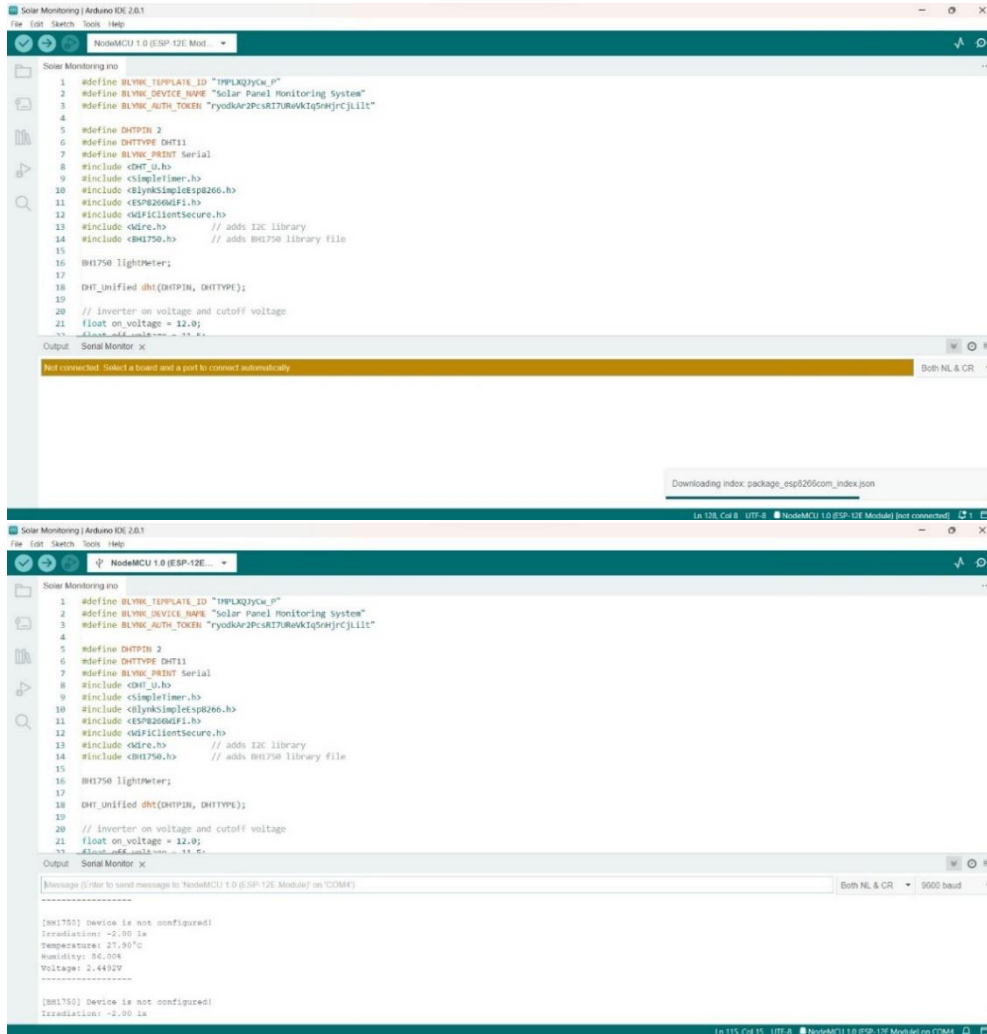 Solar Monitoring | Arduino IDE 2.0.1
File Edit Sketch Tools Help
NodeMCU 1.0 (ESP-12E Mod...
Solar Monitoring.ino
1 #define BLYNK_TEMPLATE_ID "TMPLXQJyCw_P"
2 #define BLYNK_DEVICE_NAME "Solar Panel Monitoring System"
3 #define BLYNK_AUTH_TOKEN "ryodkAr2PcsRI7UReVkIq5nHjrCjLilt"
4
5 #define DHTPIN 2
6 #define DHTTYPE DHT11
7 #define BLYNK_PRINT Serial
8 #include <DHT_U.h>
9 #include <SimpleTimer.h>
10 #include <BlynkSimpleEsp8266.h>
11 #include <ESP8266WiFi.h>
12 #include <WiFiClientSecure.h>
13 #include <Wire.h> // adds I2C library
14 #include <BH1750.h> // adds BH1750 library file
15
16 BH1750 lightMeter;
17
18 DHT_Unified dht(DHTPIN, DHTTYPE);
19
20 // inverter on voltage and cutoff voltage
21 float on_voltage = 12.0;
22 float off_voltage = 11.5;
Output Serial Monitor
Not connected. Select a board and a port to connect automatically.
Both NL & CR
Downloading index: package_esp8266com_index.json
Ln 128, Col 8 UTF-8 NodeMCU 1.0 (ESP-12E Module) [not connected] 1
Solar Monitoring | Arduino IDE 2.0.1
File Edit Sketch Tools Help
NodeMCU 1.0 (ESP-12E...
Solar Monitoring.ino
1 #define BLYNK_TEMPLATE_ID "TMPLXQJyCw_P"
2 #define BLYNK_DEVICE_NAME "Solar Panel Monitoring System"
3 #define BLYNK_AUTH_TOKEN "ryodkAr2PcsRI7UReVkIq5nHjrCjLilt"
4
5 #define DHTPIN 2
6 #define DHTTYPE DHT11
7 #define BLYNK_PRINT Serial
8 #include <DHT_U.h>
9 #include <SimpleTimer.h>
10 #include <BlynkSimpleEsp8266.h>
11 #include <ESP8266WiFi.h>
12 #include <WiFiClientSecure.h>
13 #include <Wire.h> // adds I2C library
14 #include <BH1750.h> // adds BH1750 library file
15
16 BH1750 lightMeter;
17
18 DHT_Unified dht(DHTPIN, DHTTYPE);
19
20 // inverter on voltage and cutoff voltage
21 float on_voltage = 12.0;
22 float off_voltage = 11.5;
Output Serial Monitor
Message (Enter to send message to 'NodeMCU 1.0 (ESP-12E Module)' on 'COM4')
Both NL & CR 9600 baud
------------------
[BH1750] Device is not configured!
Irradiation: -2.00 lx
Temperature: 27.90°C
Humidity: 56.00%
Voltage: 2.4492V
------------------
[BH1750] Device is not configured!
Irradiation: -2.00 lx
Ln 115, Col 15 UTF-8 NodeMCU 1.0 (ESP-12E Module) on COM4